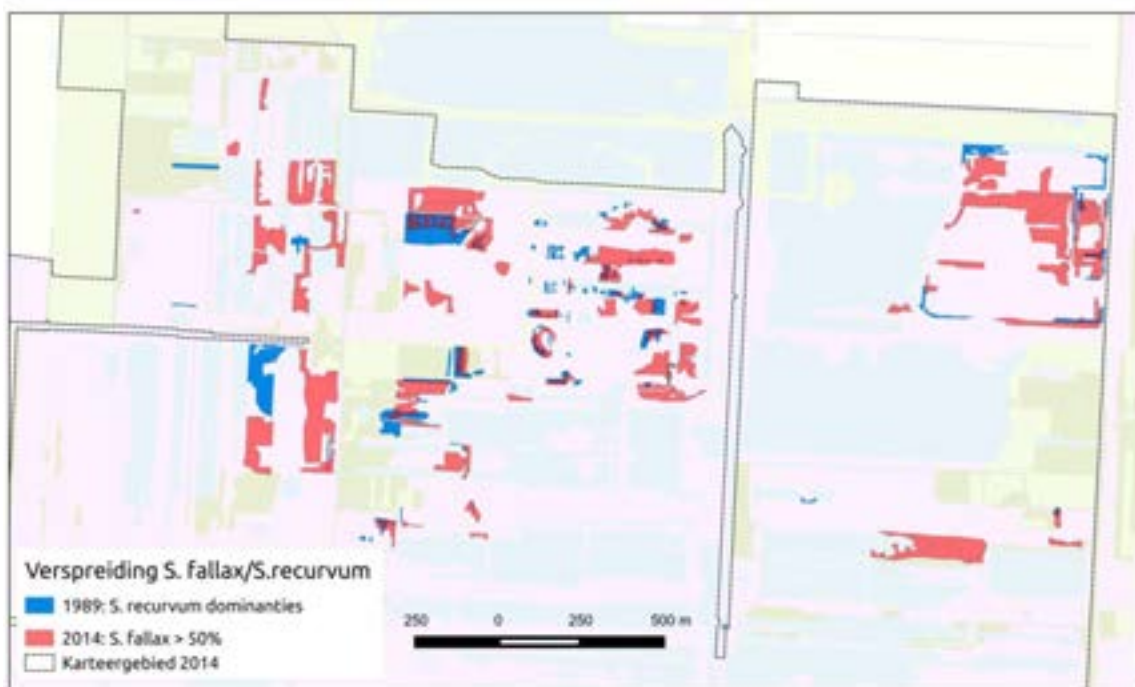 Verspreiding S. fallax/S.recurvum
1989: S. recurvum dominanties
2014: S. fallax > 50%
Karteergebied 2014
250 0 250 500 m